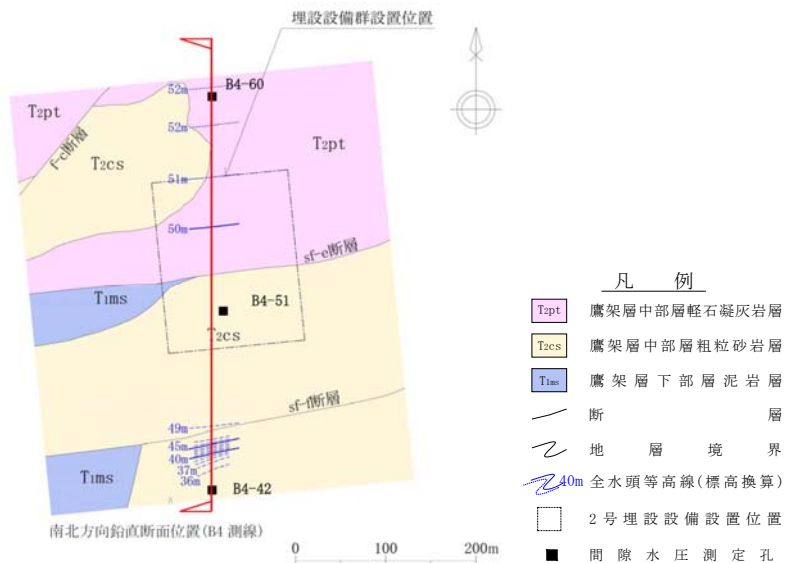 埋設設備群設置位置
52m
B4-60
T2pt
52m
f-c断層
T2cs
T2pt
51m
50m
sf-e断層
T1ms
B4-51
T2cs
sf-f断層
49m
45m
40m
37m
36m
T1ms
B4-42
南北方向鉛直断面位置(B4 測線)
0 100 200m
凡例
T2pt 鷹架層中部層軽石凝灰岩層
T2cs 鷹架層中部層粗粒砂岩層
T1ms 鷹架層下部層泥岩層
断層
地層境界
40m 全水頭等高線(標高換算)
2号埋設設備設置位置
間隙水圧測定孔